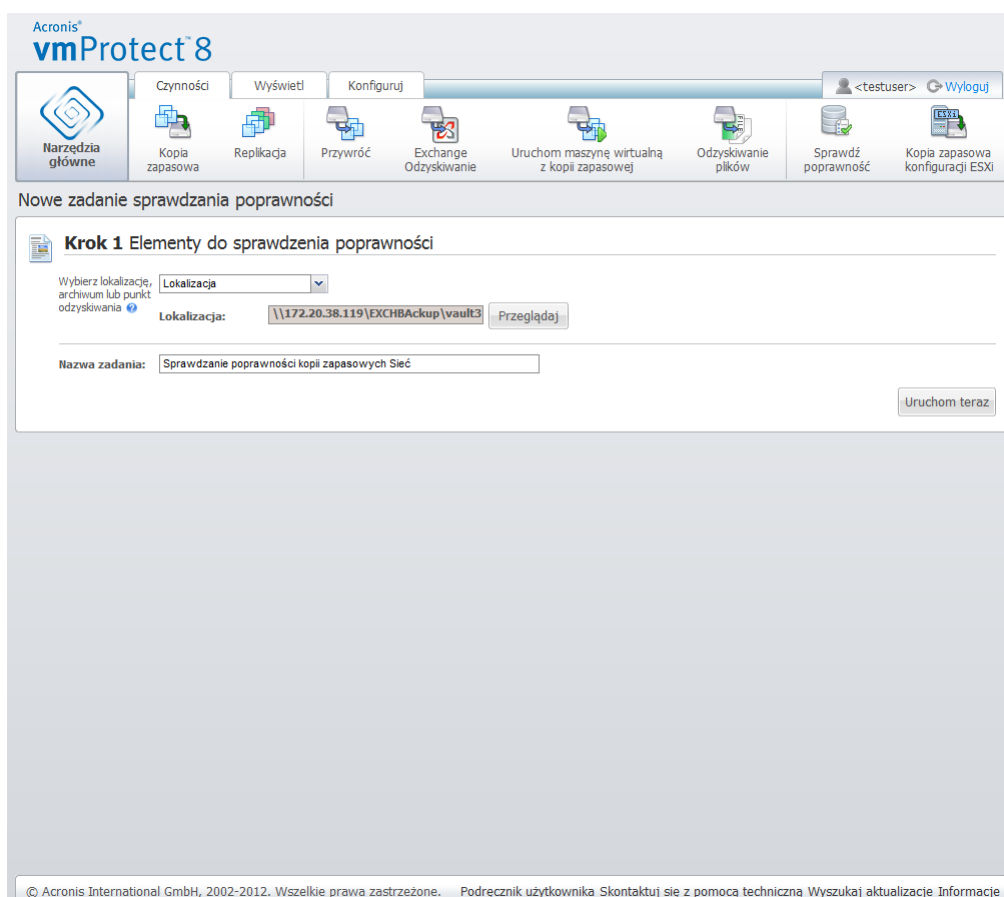 Acronis®
vmProtect™ 8
Czynności Wyświetl Konfiguruj <testuser> Wyloguj
Narzędzia główne
Kopia zapasowa
Replikacja
Przywróć
Exchange Odzyskiwanie
Uruchom maszynę wirtualną z kopii zapasowej
Odzyskiwanie plików
Sprawdź poprawność
Kopia zapasowa konfiguracji ESXi
Nowe zadanie sprawdzania poprawności
Krok 1 Elementy do sprawdzenia poprawności
Wybierz lokalizację, archiwum lub punkt odzyskiwania
Lokalizacja
Lokalizacja: \\172.20.38.119\EXCHBAckup\vault3 Przeglądaj
Nazwa zadania: Sprawdzanie poprawności kopii zapasowych Sieć
Uruchom teraz
© Acronis International GmbH, 2002-2012. Wszelkie prawa zastrzeżone. Podręcznik użytkownika Skontaktuj się z pomocą techniczną Wyszukaj aktualizacje Informacje